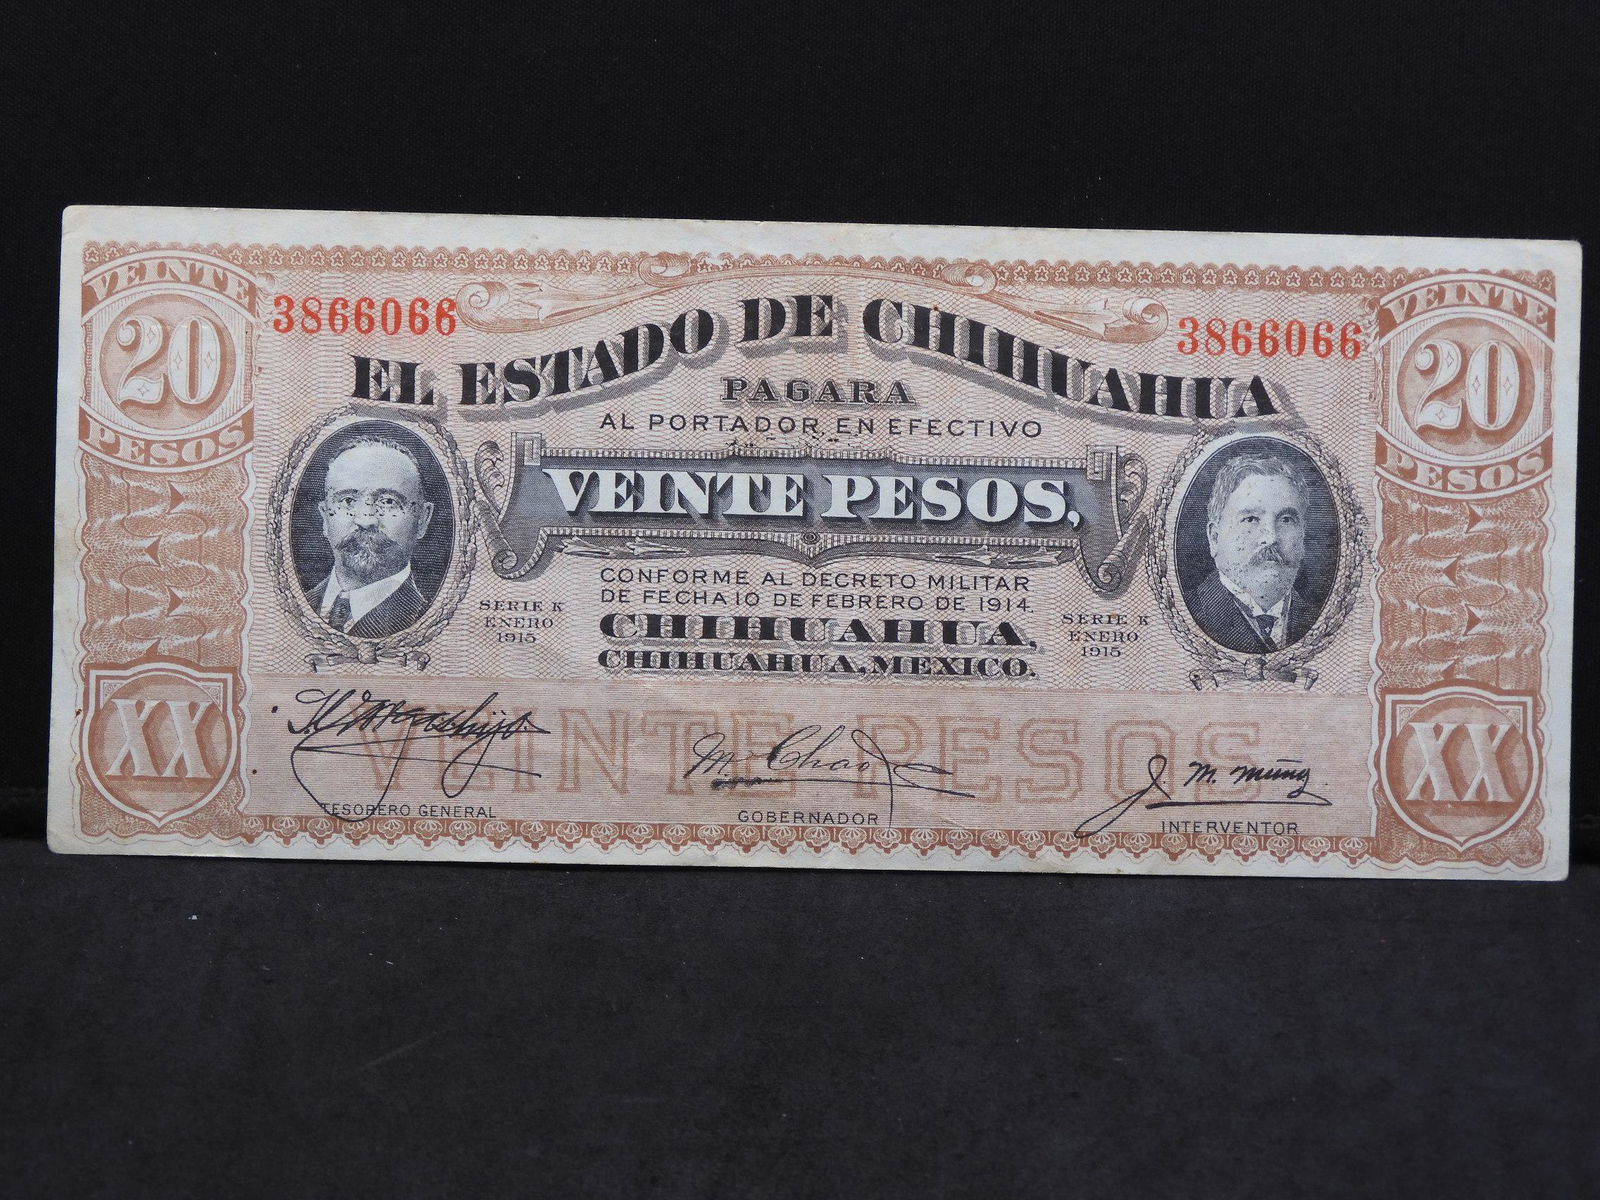 VEINTE
20
PESOS
3866066
3866066
VEINTE
20
PESOS
EL ESTADO DE CHIHUAHUA
PAGARA
AL PORTADOR EN EFECTIVO
VEINTE PESOS,
CONFORME AL DECRETO MILITAR
DE FECHA 10 DE FEBRERO DE 1914.
CHIHUAHUA,
CHIHUAHUA, MEXICO.
SERIE K
ENERO
1915
SERIE K
ENERO
1915
XX
VEINTE PESOS
XX
M. Chao
J. M.
TESORERO GENERAL
GOBERNADOR
INTERVENTOR